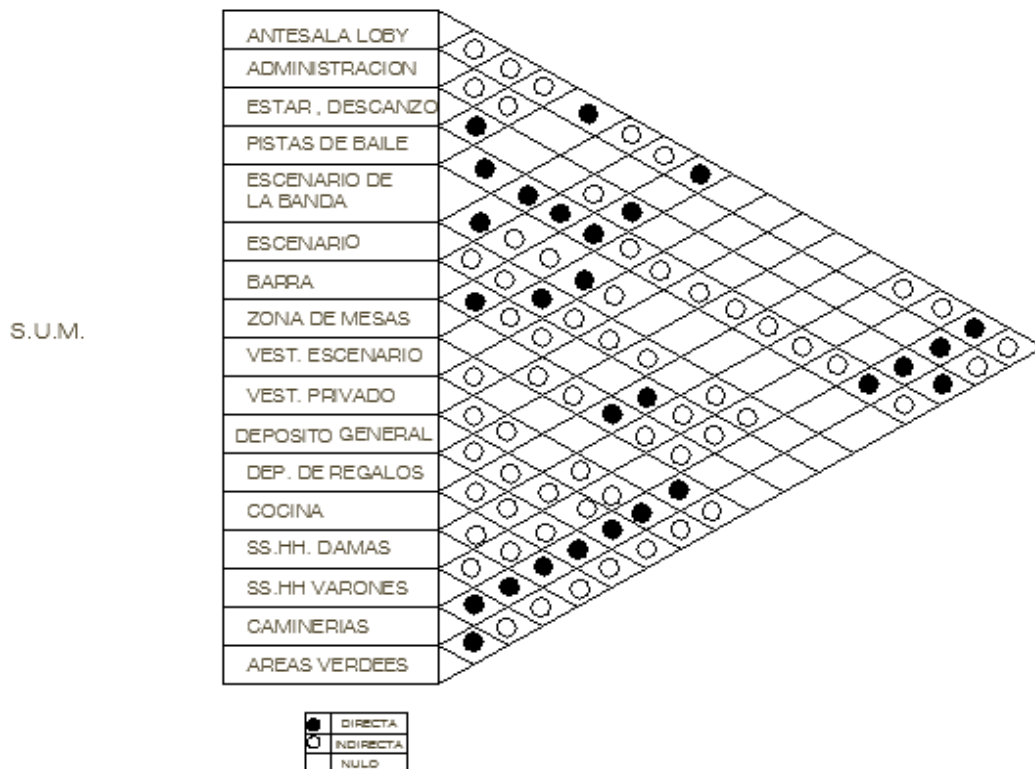 ANTESALA LOBY
ADMINISTRACION
ESTAR , DESCANZO
PISTAS DE BAILE
ESCENARIO DE
LA BANDA
ESCENARIO
BARRA
ZONA DE MESAS
S.U.M.
VEST. ESCENARIO
VEST. PRIVADO
DEPOSITO GENERAL
DEP. DE REGALOS
COCINA
SS.HH. DAMAS
SS.HH VARONES
CAMINERIAS
AREAS VERDEES
DIRECTA
INDIRECTA
NULO